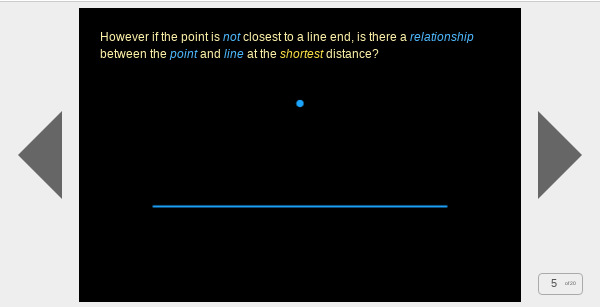 However if the point is not closest to a line end, is there a relationship
between the point and line at the shortest distance?
5 of 20